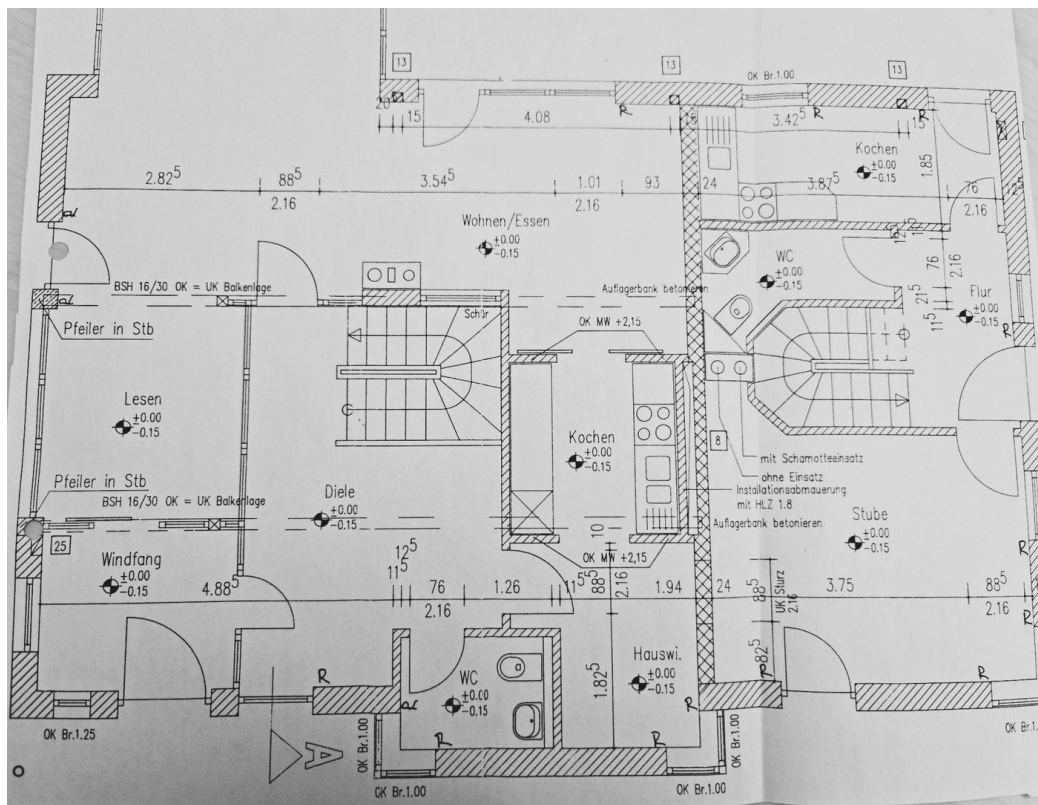 13
13
13
OK Br.1.00
20⁵
15
4.08
15
3.42⁵
15
R
R
Kochen
±0.00
-0.15
1.85
2.82⁵
88⁵
2.16
3.54⁵
1.01
2.16
93
24
3.87⁵
76
2.16
12⁵
Wohnen/Essen
±0.00
-0.15
WC
±0.00
-0.15
76
2.16
21⁵
11⁵
Flur
±0.00
-0.15
R
BSH 16/30 OK = UK Balkenlage
Auflagerbank betonieren
Pfeiler in Stb
Schür
OK MW +2,15
Lesen
±0.00
-0.15
Kochen
±0.00
-0.15
8
mit Schamotteeinsatz
ohne Einsatz
Installationsabmauerung
mit HLZ 1.8
Auflagerbank betonieren
Pfeiler in Stb
BSH 16/30 OK = UK Balkenlage
Diele
±0.00
-0.15
Stube
±0.00
-0.15
25
10
OK MW +2,15
R
Windfang
±0.00
-0.15
4.88⁵
12⁵
11⁵
76
2.16
1.26
11⁵
88⁵
2.16
1.94
24
88⁵
UK Sturz
2.16
3.75
88⁵
2.16
R
WC
±0.00
-0.15
1.82⁵
Hauswi.
±0.00
-0.15
82⁵
R
R
R
OK Br.1.25
OK Br.1.00
A
R
R
OK Br.1.00
OK Br.1.00
OK Br.1.00
OK Br.1.